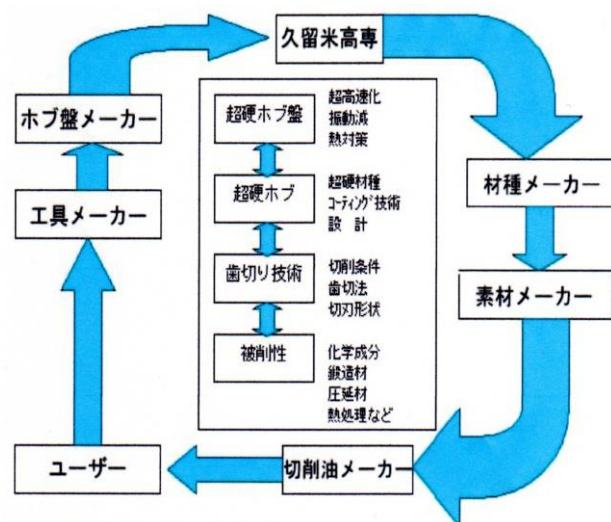 久留米高専
ホブ盤メーカー
工具メーカー
ユーザー
切削油メーカー
素材メーカー
材種メーカー
超硬ホブ盤
超高速化
振動減
熱対策
超硬ホブ
超硬材種
コーティング技術
設　計
歯切り技術
切削条件
歯切法
切刃形状
被削性
化学成分
鍛造材
圧延材
熱処理など